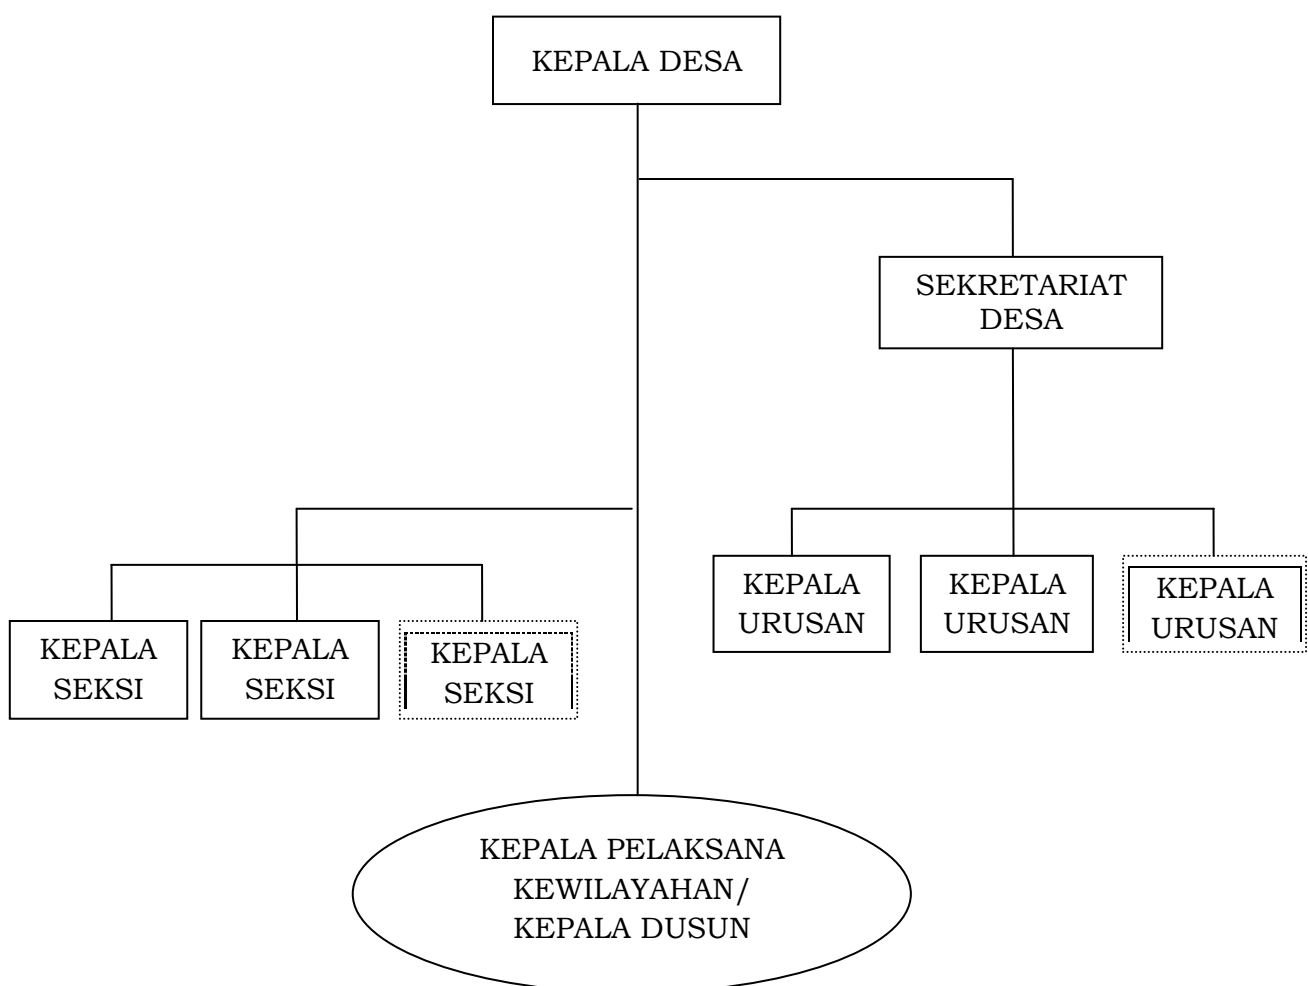 KEPALA DESA
SEKRETARIAT
DESA
KEPALA
URUSAN
KEPALA
URUSAN
KEPALA
URUSAN
KEPALA
SEKSI
KEPALA
SEKSI
KEPALA
SEKSI
KEPALA PELAKSANA
KEWILAYAHAN/
KEPALA DUSUN